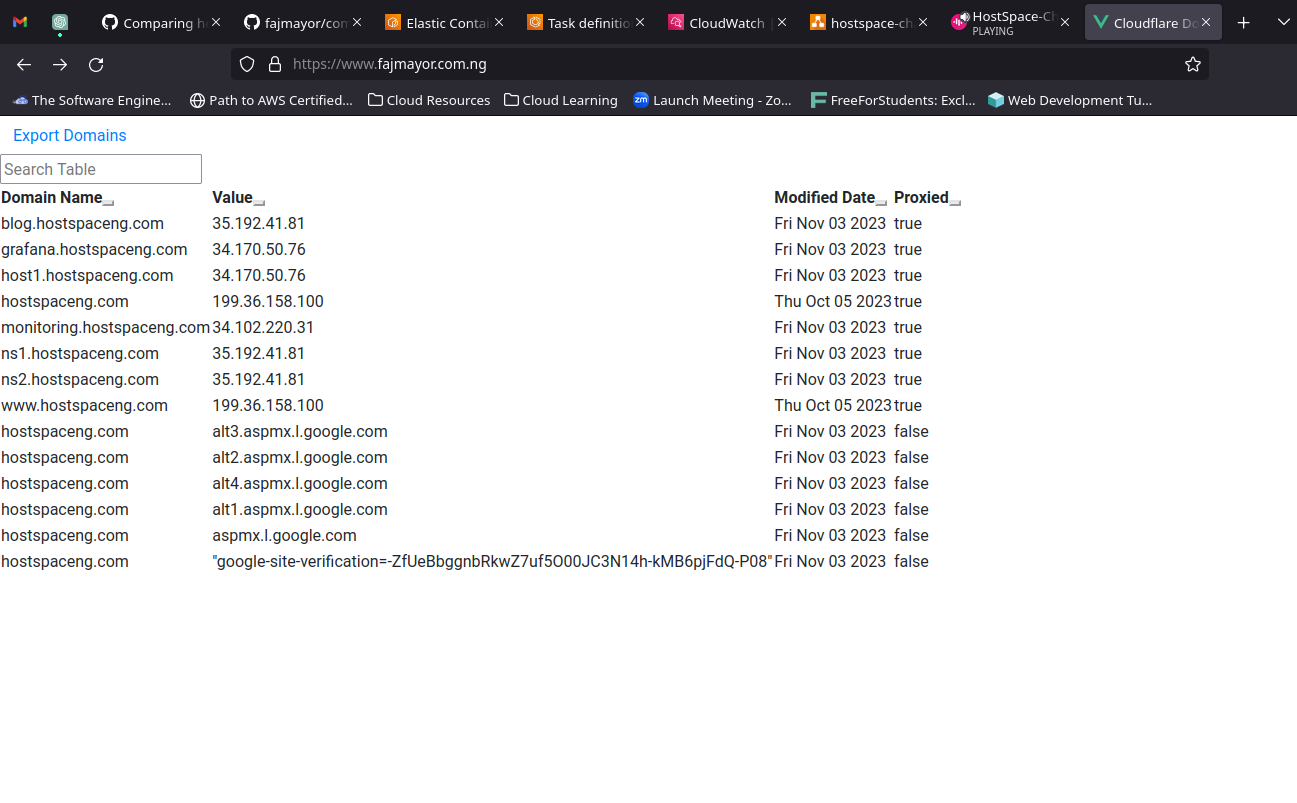 Comparing h
fajmayor/con
Elastic Contai
Task definitio
CloudWatch |
hostspace-ch
HostSpace-Ch
PLAYING
Cloudflare Do
https://www.fajmayor.com.ng
The Software Engine...
Path to AWS Certified...
Cloud Resources
Cloud Learning
zm
Launch Meeting - Zo...
FreeForStudents: Excl...
Web Development Tu...
Export Domains
Search Table
Domain Name Value Modified Date Proxied
blog.hostspaceng.com 35.192.41.81 Fri Nov 03 2023 true
grafana.hostspaceng.com 34.170.50.76 Fri Nov 03 2023 true
host1.hostspaceng.com 34.170.50.76 Fri Nov 03 2023 true
hostspaceng.com 199.36.158.100 Thu Oct 05 2023 true
monitoring.hostspaceng.com 34.102.220.31 Fri Nov 03 2023 true
ns1.hostspaceng.com 35.192.41.81 Fri Nov 03 2023 true
ns2.hostspaceng.com 35.192.41.81 Fri Nov 03 2023 true
www.hostspaceng.com 199.36.158.100 Thu Oct 05 2023 true
hostspaceng.com alt3.aspmx.l.google.com Fri Nov 03 2023 false
hostspaceng.com alt2.aspmx.l.google.com Fri Nov 03 2023 false
hostspaceng.com alt4.aspmx.l.google.com Fri Nov 03 2023 false
hostspaceng.com alt1.aspmx.l.google.com Fri Nov 03 2023 false
hostspaceng.com aspmx.l.google.com Fri Nov 03 2023 false
hostspaceng.com "google-site-verification=-ZfUeBbggnbRkwZ7uf5O00JC3N14h-kMB6pjFdQ-P08" Fri Nov 03 2023 false